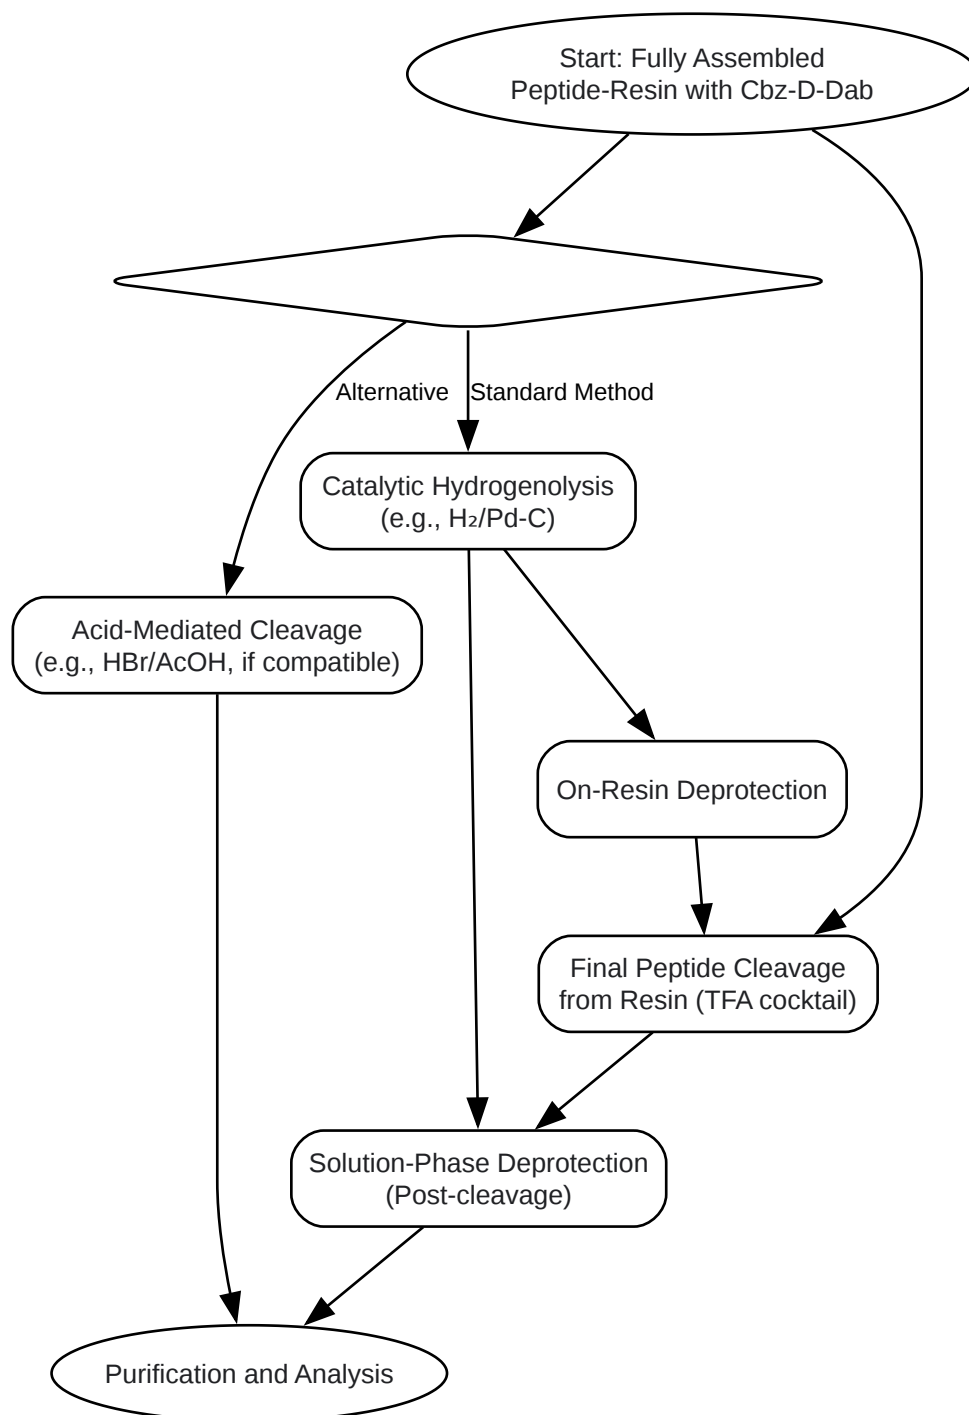 Start: Fully Assembled
Peptide-Resin with Cbz-D-Dab
Alternative
Standard Method
Catalytic Hydrogenolysis
(e.g., H₂/Pd-C)
Acid-Mediated Cleavage
(e.g., HBr/AcOH, if compatible)
On-Resin Deprotection
Final Peptide Cleavage
from Resin (TFA cocktail)
Solution-Phase Deprotection
(Post-cleavage)
Purification and Analysis